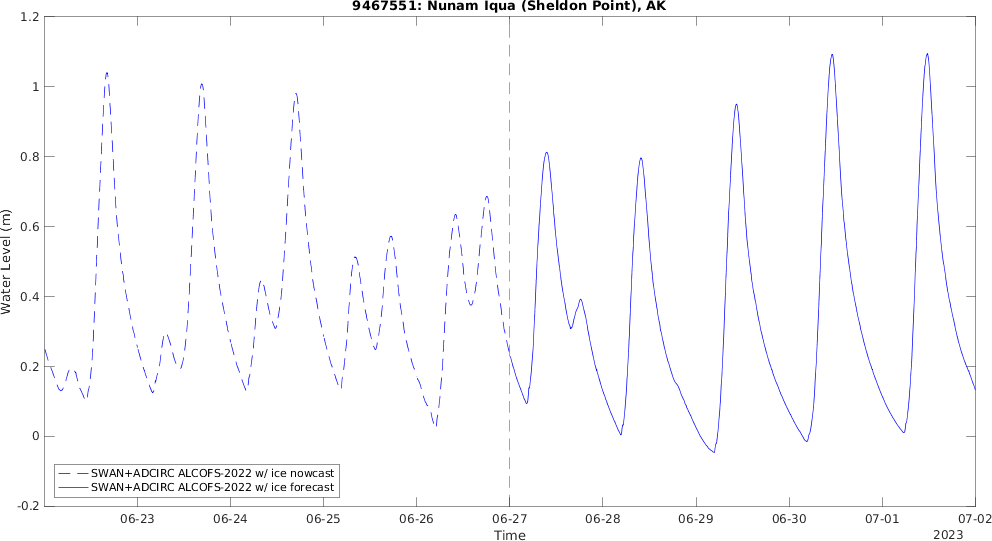 9467551: Nunam Iqua (Sheldon Point), AK
1.2
1
0.8
0.6
0.4
0.2
0
-0.2
Water Level (m)
SWAN+ADCIRC ALCOFS-2022 w/ ice nowcast
SWAN+ADCIRC ALCOFS-2022 w/ ice forecast
06-23 06-24 06-25 06-26 06-27 06-28 06-29 06-30 07-01 07-02
Time
2023